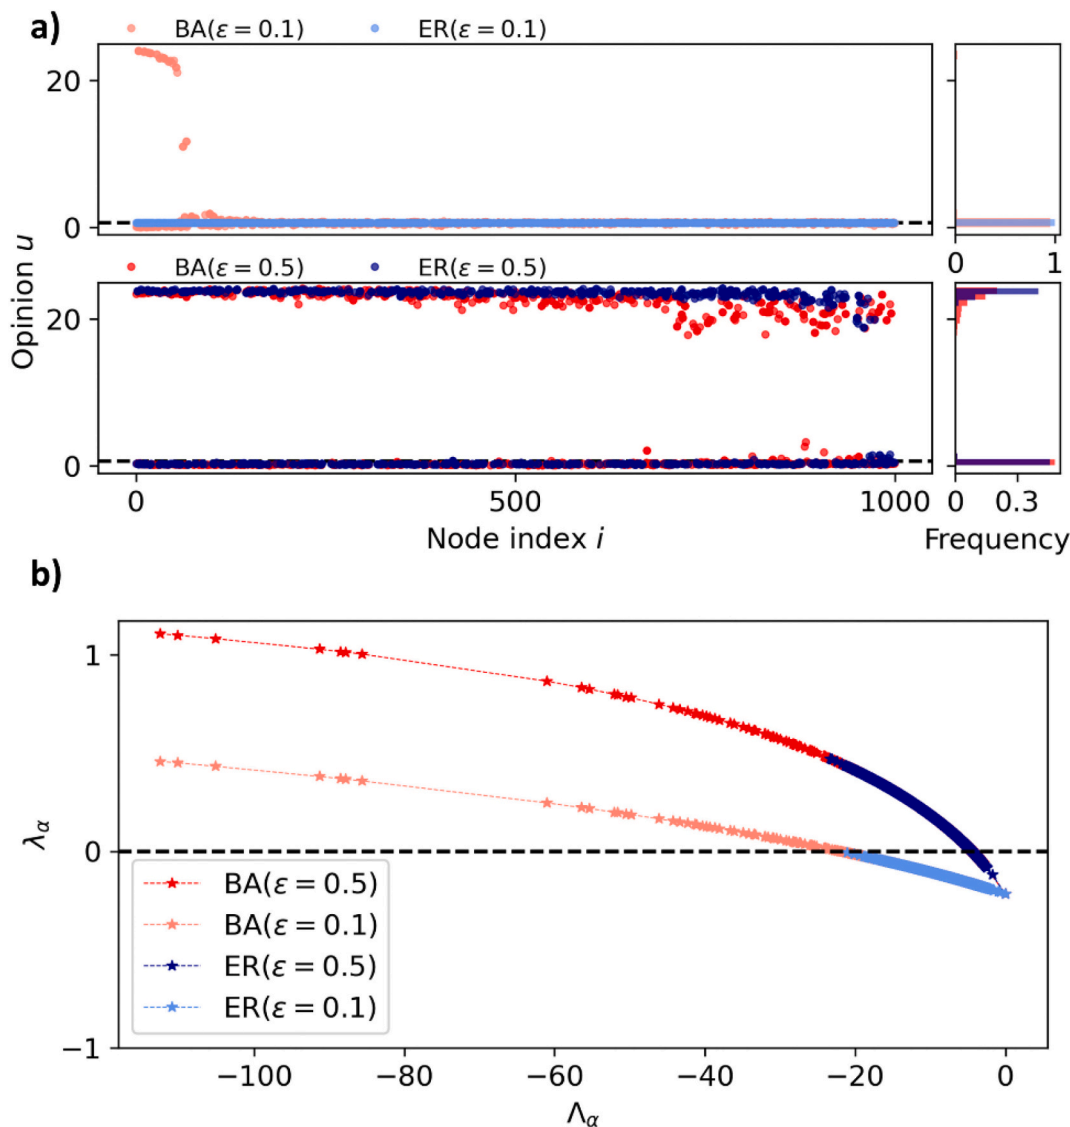 a)
BA(ε = 0.1) ER(ε = 0.1)
20
0
0 1
BA(ε = 0.5) ER(ε = 0.5)
20
0
Opinion u
0 500 1000 0 0.3
Node index i Frequency
b)
1
0
−1
λα
BA(ε = 0.5)
BA(ε = 0.1)
ER(ε = 0.5)
ER(ε = 0.1)
−100 −80 −60 −40 −20 0
Λα